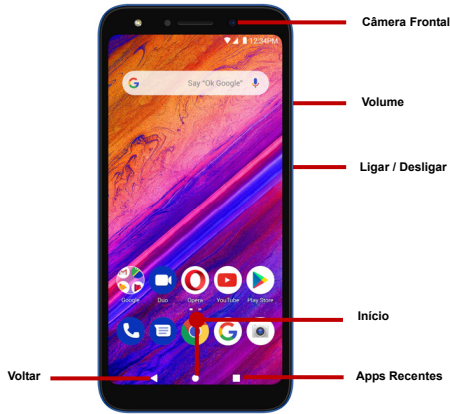 Câmera Frontal
12:34PM
G Say "Ok Google"
Volume
Ligar / Desligar
Google Duo Opera YouTube Play Store
G
Início
Voltar
Apps Recentes